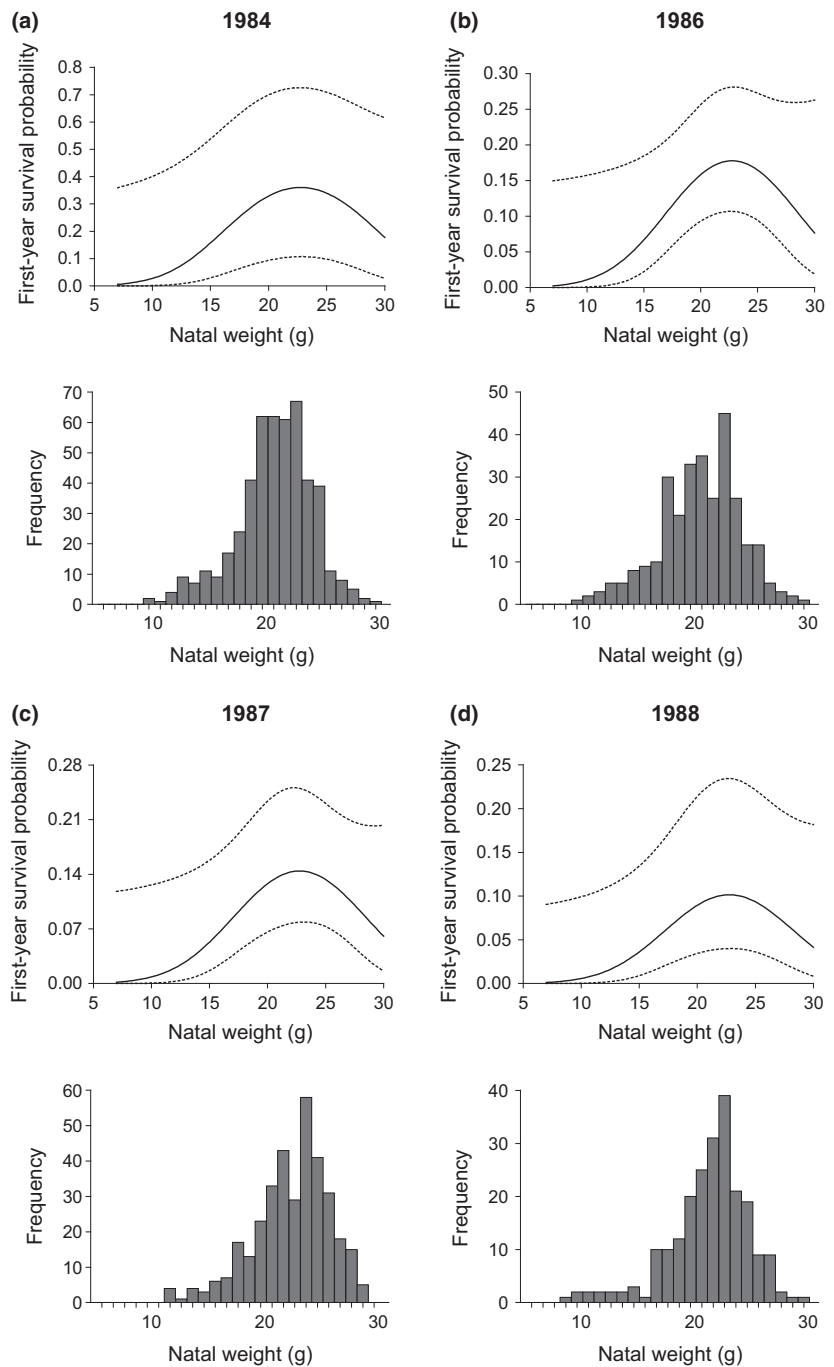 (a)
1984
First-year survival probability
0.8
0.7
0.6
0.5
0.4
0.3
0.2
0.1
0.0
5 10 15 20 25 30
Natal weight (g)
Frequency
70
60
50
40
30
20
10
0
10 20 30
Natal weight (g)
(b)
1986
First-year survival probability
0.30
0.25
0.20
0.15
0.10
0.05
0.00
5 10 15 20 25 30
Natal weight (g)
Frequency
50
40
30
20
10
0
10 20 30
Natal weight (g)
(c)
1987
First-year survival probability
0.28
0.21
0.14
0.07
0.00
5 10 15 20 25 30
Natal weight (g)
Frequency
60
50
40
30
20
10
0
10 20 30
Natal weight (g)
(d)
1988
First-year survival probability
0.25
0.20
0.15
0.10
0.05
0.00
5 10 15 20 25 30
Natal weight (g)
Frequency
40
30
20
10
0
10 20 30
Natal weight (g)